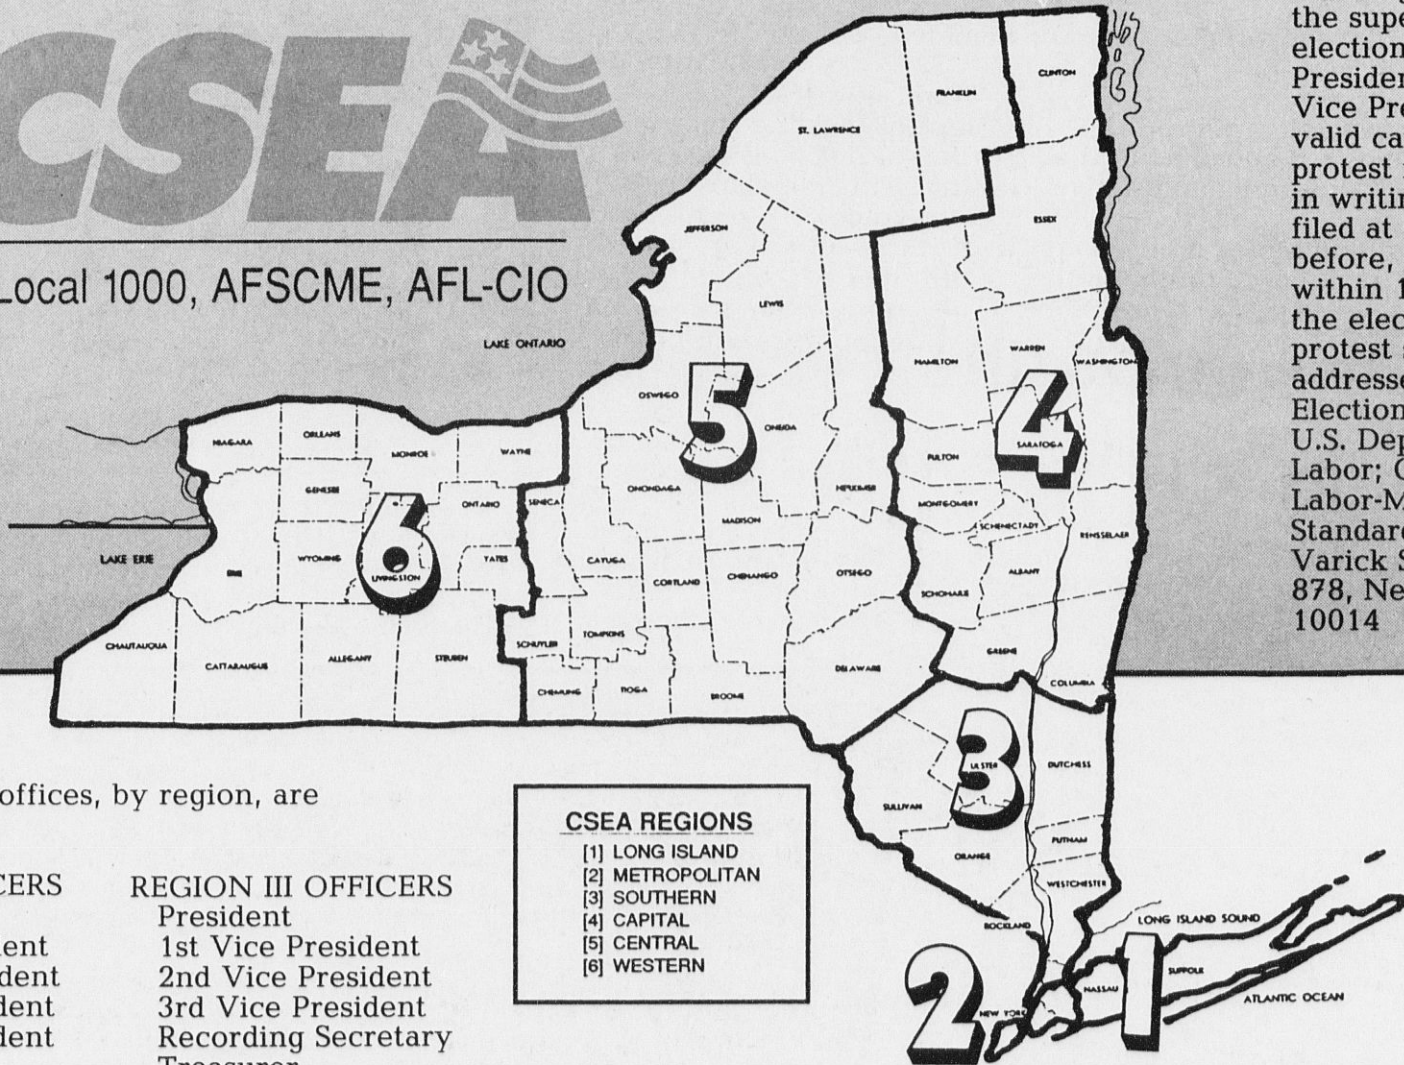 CSEA
Local 1000, AFSCME, AFL-CIO
the supe
election
Presiden
Vice Pre
valid ca
protest
in writin
filed at
before,
within 1
the elec
protest s
addresse
Election
U.S. Dep
Labor; C
Labor-M
Standar
Varick S
878, Ne
10014
CLINTON
FRANKLIN
ST. LAWRENCE
ESSEX
JEFFERSON
LEWIS
LAKE ONTARIO
HAMILTON
WARREN
WASHINGTON
OSWEGO
5
4
ONEIDA
SARATOGA
NIAGARA
ORLEANS
MONROE
WAYNE
FULTON
GENESEE
ONTARIO
SENECA
ONONDAGA
HERKIMER
MONTGOMERY
MADISON
SCHENECTADY
RENSSELAER
LAKE ERIE
ERIE
WYOMING
6
LIVINGSTON
YATES
CAYUGA
CORTLAND
CHENANGO
OTSEGO
ALBANY
SCHOHARIE
CHAUTAUQUA
CATTARAUGUS
ALLEGANY
STEUBEN
SCHUYLER
TOMPKINS
GREENE
DELAWARE
COLUMBIA
CHEMUNG
TIOGA
BROOME
3
ULSTER
DUTCHESS
SULLIVAN
PUTNAM
ORANGE
WESTCHESTER
ROCKLAND
LONG ISLAND SOUND
2
NEW YORK
NASSAU
1
SUFFOLK
ATLANTIC OCEAN
offices, by region, are
CERS
ent
dent
dent
dent
REGION III OFFICERS
President
1st Vice President
2nd Vice President
3rd Vice President
Recording Secretary
Treasurer
CSEA REGIONS
[1] LONG ISLAND
[2] METROPOLITAN
[3] SOUTHERN
[4] CAPITAL
[5] CENTRAL
[6] WESTERN